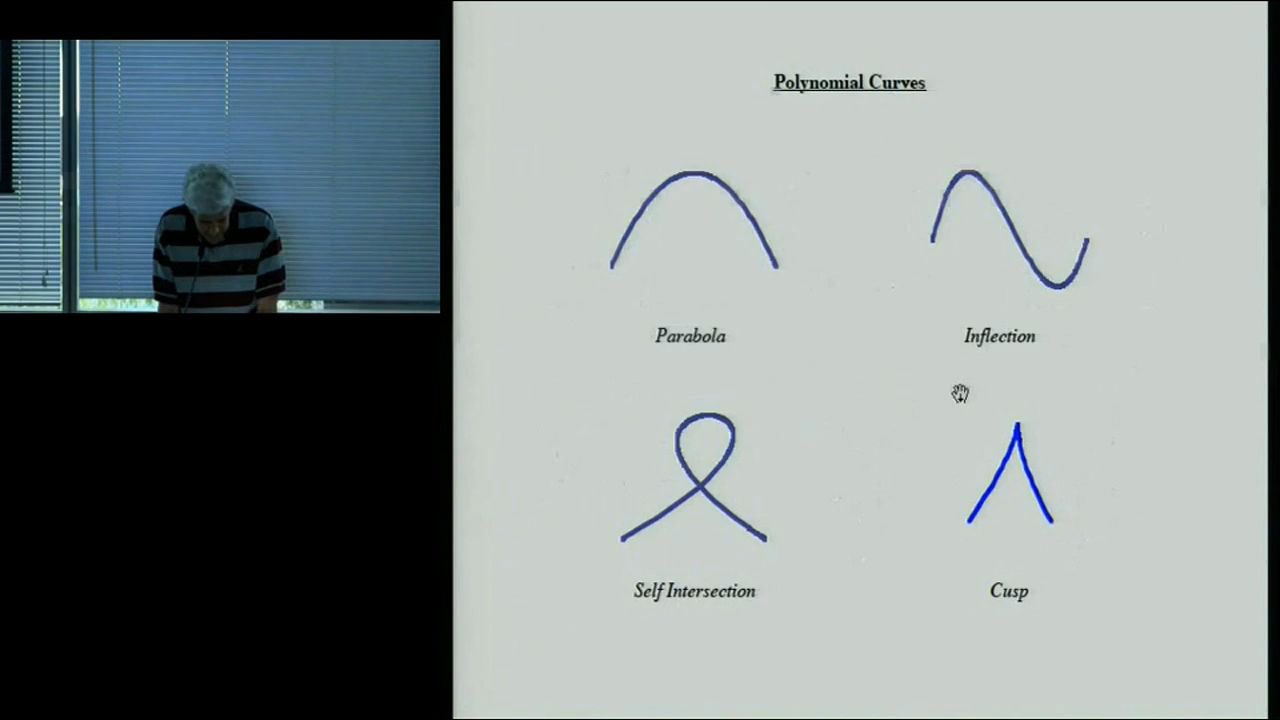 Polynomial Curves
Parabola
Inflection
Self Intersection
Cusp